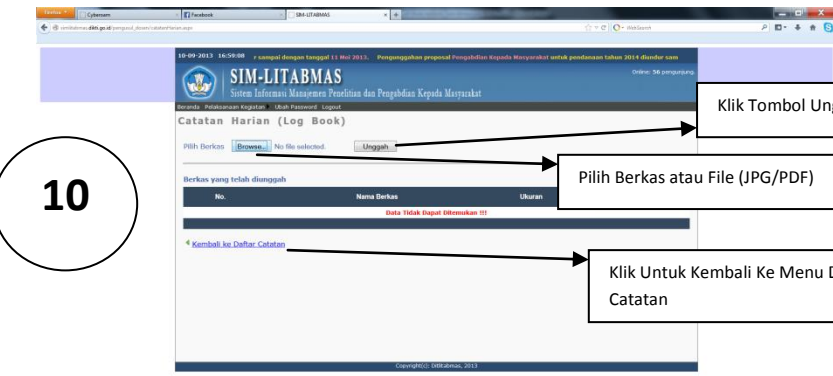 Cybersam
Facebook
SIM-LITABMAS
simlitabmas.dikti.go.id
10-09-2013 16:59:08 r sampai dengan tanggal 11 Mei 2013. Pengunggahan proposal Pengabdian Kepada Masyarakat untuk pendanaan tahun 2014 diundur sam
SIM-LITABMAS
Online: 56 pengunjung
Sistem Informasi Manajemen Penelitian dan Pengabdian Kepada Masyarakat
Beranda Pelaksanaan Kegiatan Ubah Password Logout
Catatan Harian (Log Book)
Klik Tombol Ung
Pilih Berkas Browse.. No file selected. Unggah
Pilih Berkas atau File (JPG/PDF)
10
Berkas yang telah diunggah
No. Nama Berkas Ukuran
Data Tidak Dapat Ditemukan !!!
Kembali ke Daftar Catatan
Klik Untuk Kembali Ke Menu D
Catatan
Copyright(c): Ditlitabmas, 2013